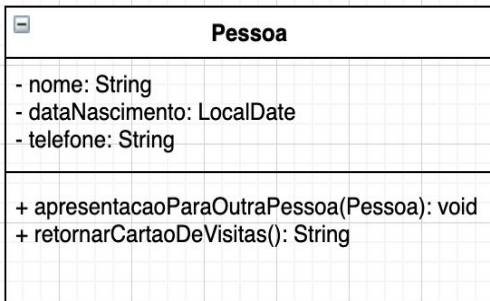 Pessoa
- nome: String
- dataNascimento: LocalDate
- telefone: String
+ apresentacaoParaOutraPessoa(Pessoa): void
+ retornarCartaoDeVisitas(): String